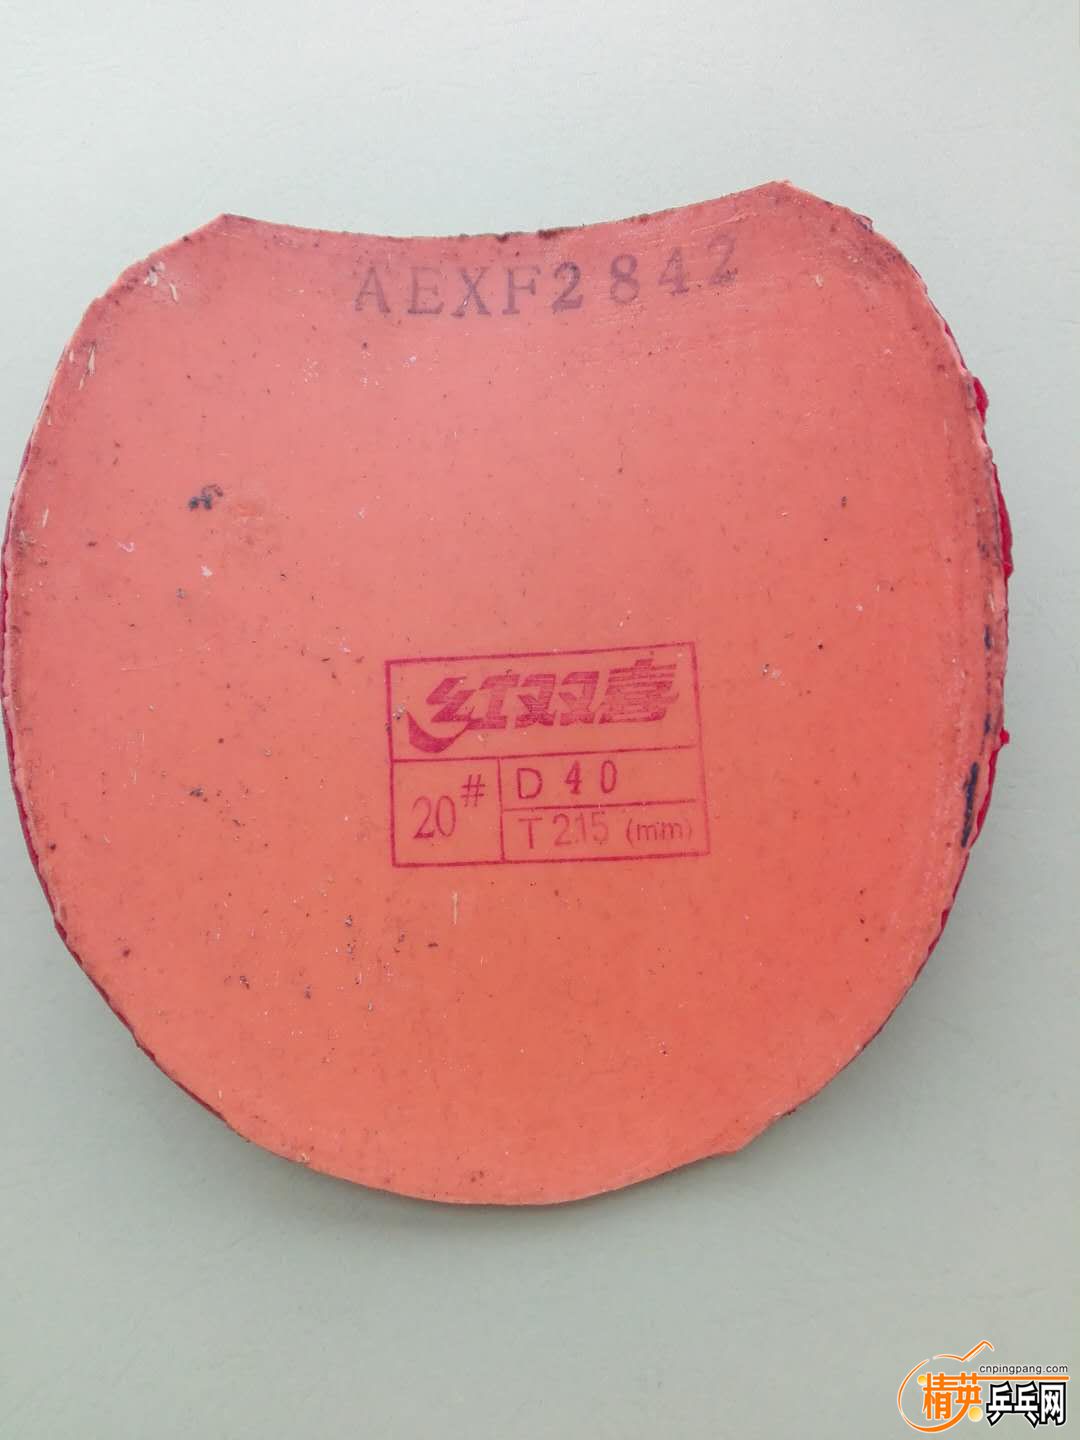 AEXF2842
红双喜
20# D 40
T 2.15 (mm)
cnpingpang.com
精英乒乓网